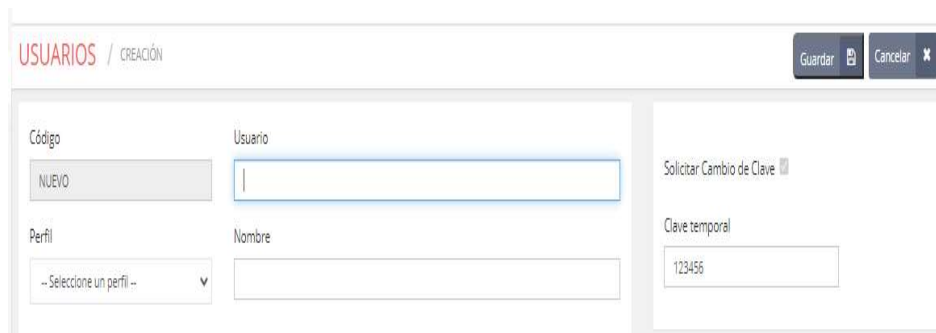 USUARIOS / CREACIÓN
Guardar
Cancelar
Código
Usuario
NUEVO
Solicitar Cambio de Clave
Perfil
Nombre
Clave temporal
-- Seleccione un perfil --
123456